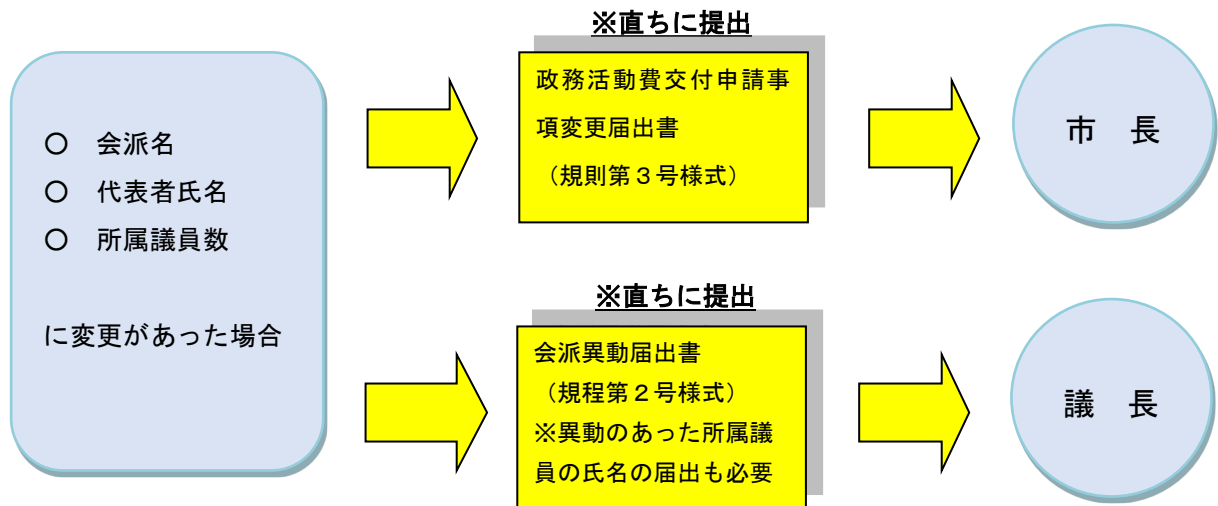 ○　会派名
○　代表者氏名
○　所属議員数
に変更があった場合
※直ちに提出
政務活動費交付申請事
項変更届出書
（規則第３号様式）
市　長
※直ちに提出
会派異動届出書
（規程第２号様式）
※異動のあった所属議
員の氏名の届出も必要
議　長